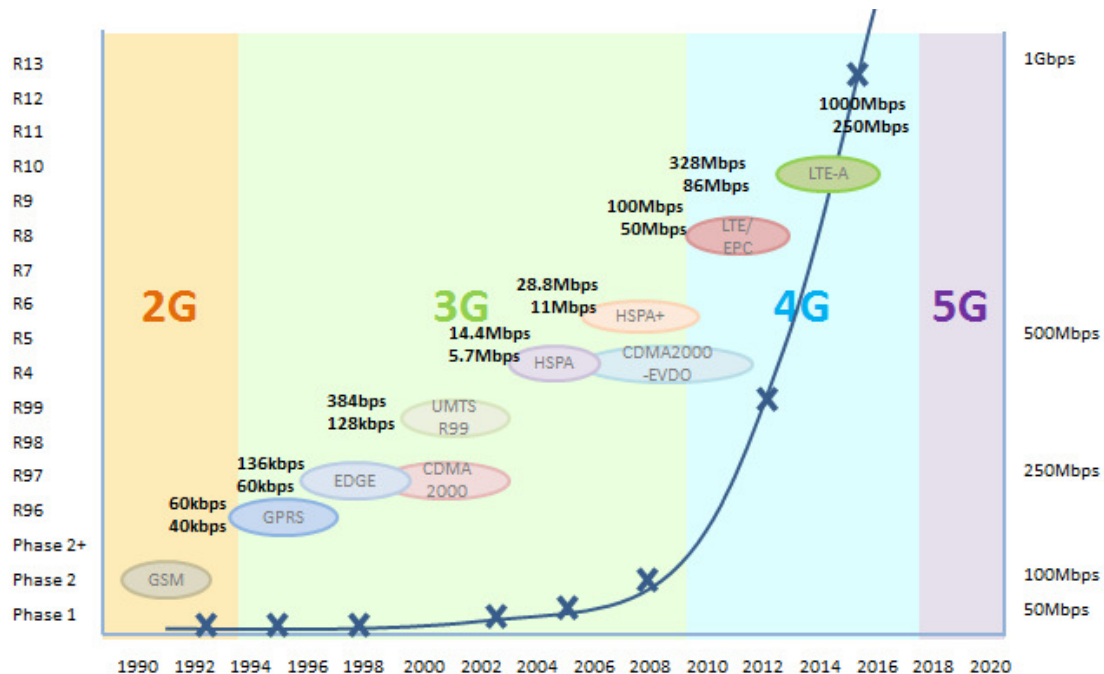 R13
R12
R11
R10
R9
R8
R7
R6
R5
R4
R99
R98
R97
R96
Phase 2+
Phase 2
Phase 1
1Gbps
500Mbps
250Mbps
100Mbps
50Mbps
2G
3G
4G
5G
1000Mbps
250Mbps
328Mbps
86Mbps
LTE-A
100Mbps
50Mbps
LTE/
EPC
28.8Mbps
11Mbps
HSPA+
14.4Mbps
5.7Mbps
HSPA
CDMA2000
-EVDO
384bps
128kbps
UMTS
R99
136kbps
60kbps
EDGE
CDMA
2000
60kbps
40kbps
GPRS
GSM
1990 1992 1994 1996 1998 2000 2002 2004 2006 2008 2010 2012 2014 2016 2018 2020